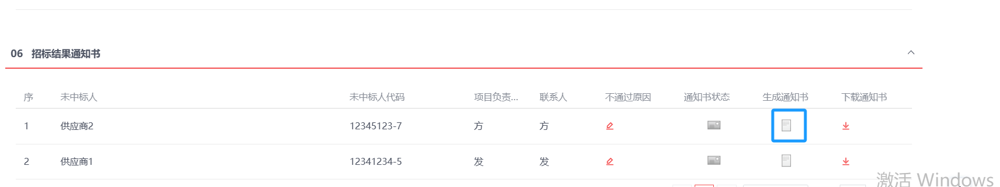 06 招标结果通知书
序 未中标人 未中标人代码 项目负责... 联系人 不通过原因 通知书状态 生成通知书 下载通知书
1 供应商2 12345123-7 方 方
2 供应商1 12341234-5 发 发
激活 Windows